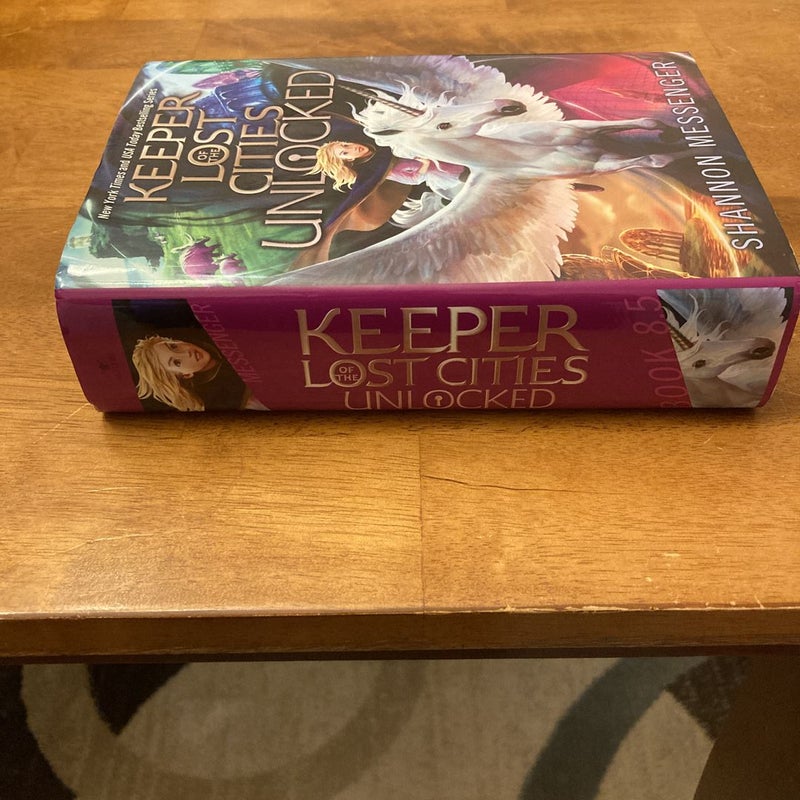 New York Times and USA Today Bestselling Series
KEEPER
OF THE
LOST
CITIES
UNLOCKED
SHANNON MESSENGER
MESSENGER
KEEPER
OF THE
LOST CITIES
UNLOCKED
BOOK 8.5